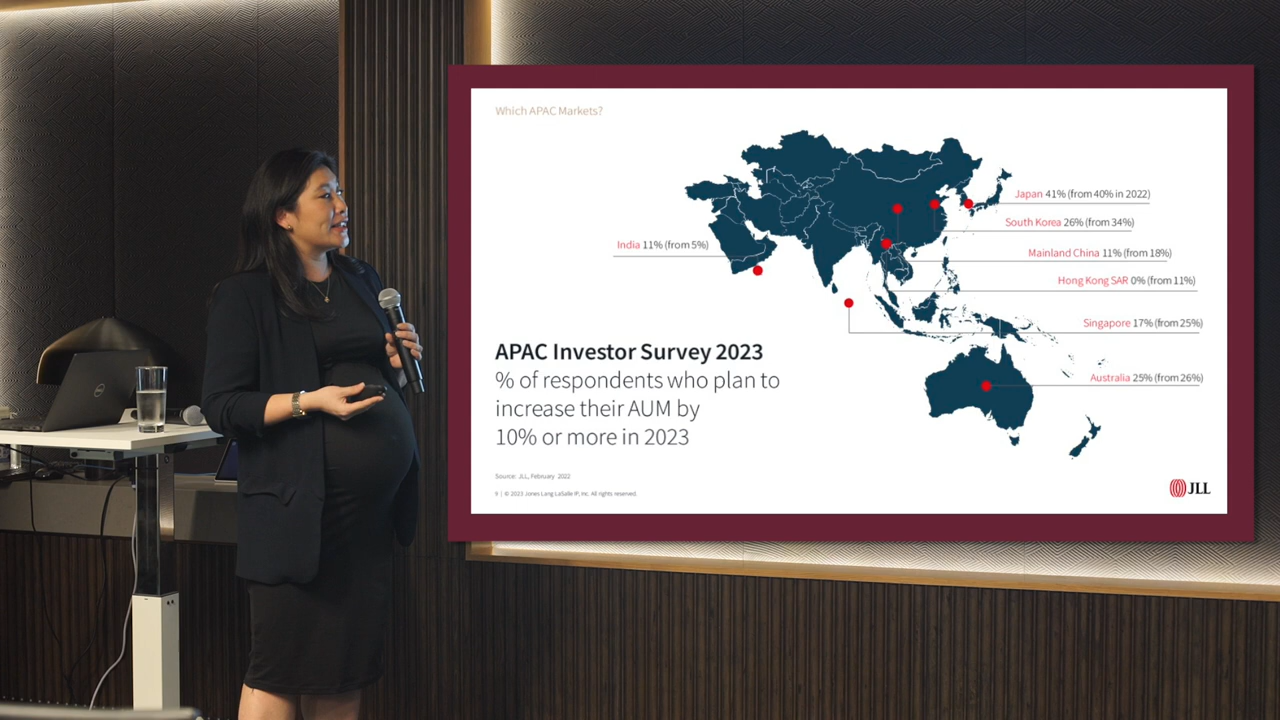 Which APAC Markets?
Japan 41% (from 40% in 2022)
South Korea 26% (from 34%)
India 11% (from 5%)
Mainland China 11% (from 18%)
Hong Kong SAR 0% (from 11%)
Singapore 17% (from 25%)
Australia 25% (from 26%)
APAC Investor Survey 2023
% of respondents who plan to
increase their AUM by
10% or more in 2023
Source: JLL, February 2022
9 | © 2023 Jones Lang LaSalle IP, Inc. All rights reserved.
JLL
DELL